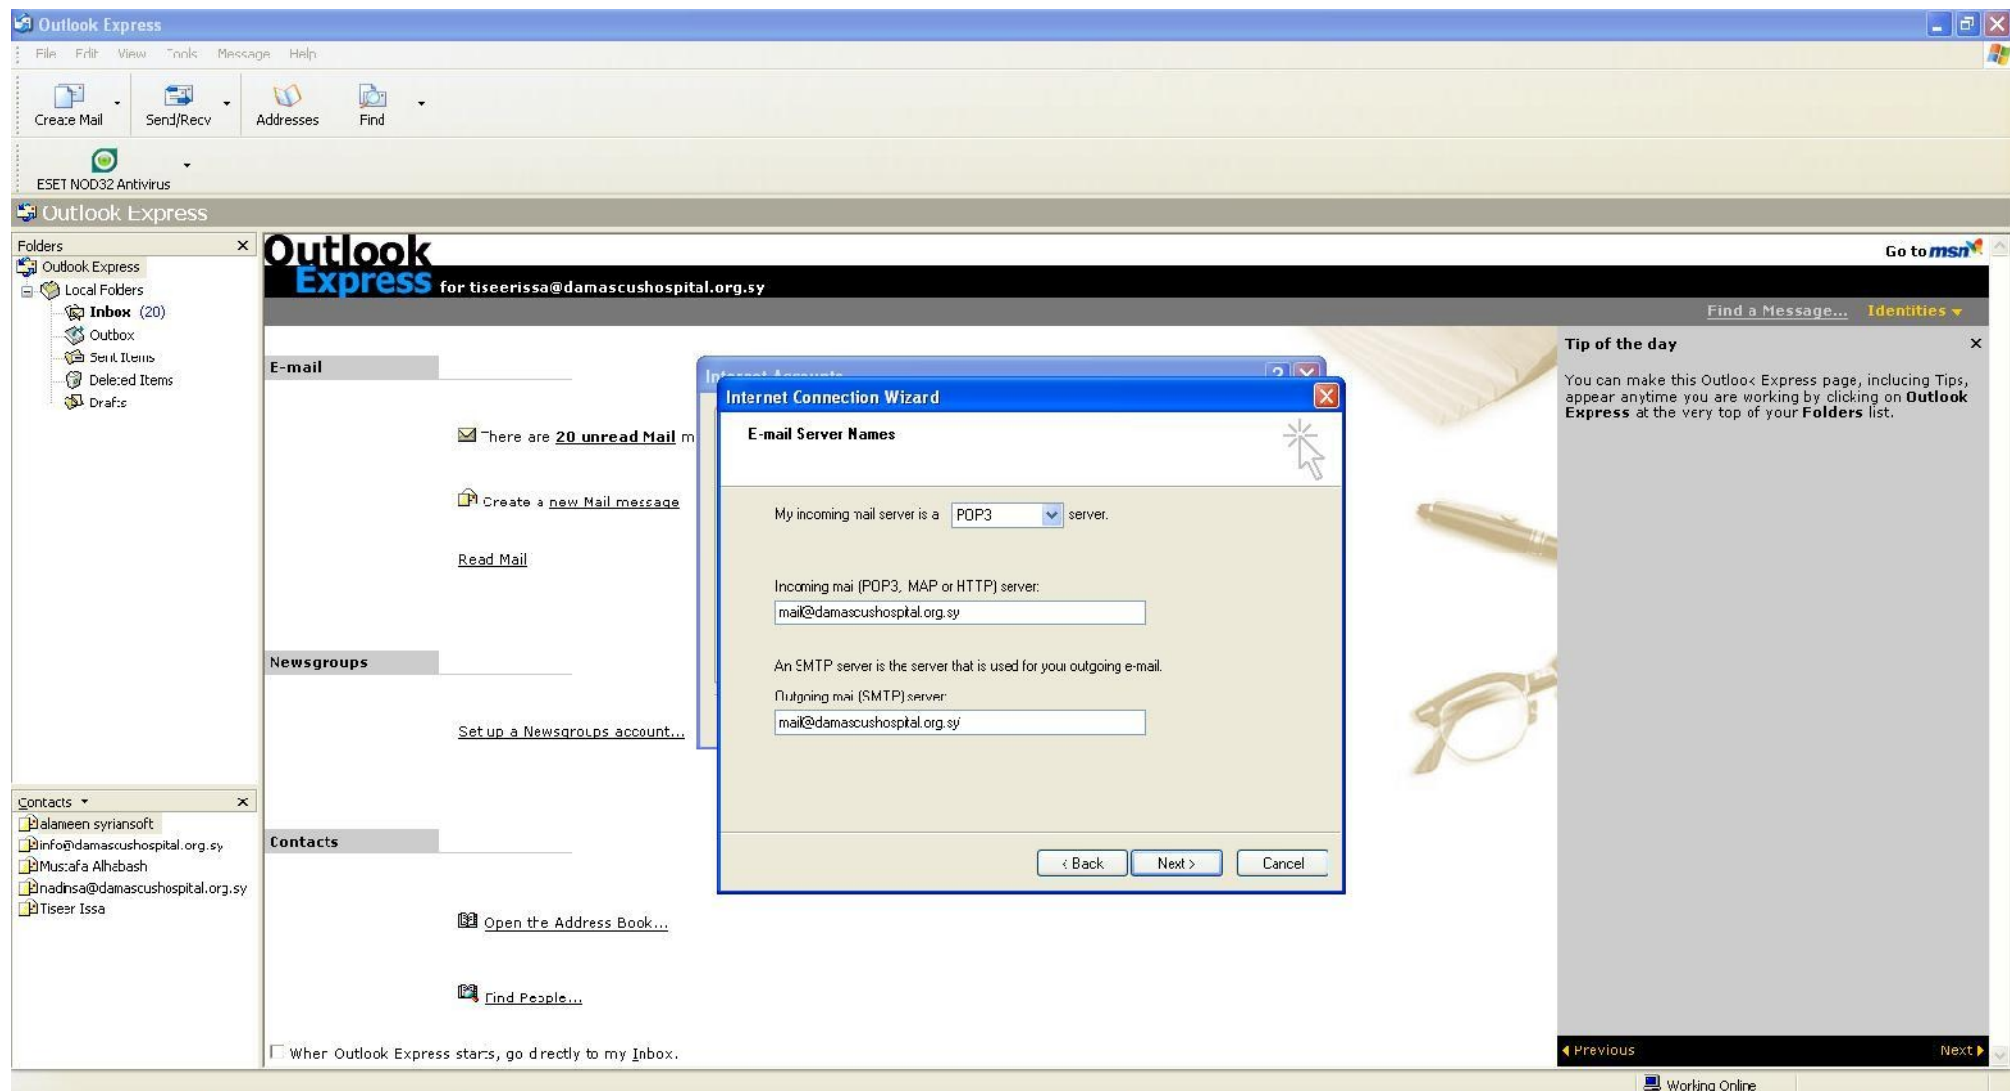 Outlook Express
File Edit View Tools Message Help
Create Mail Send/Recv Addresses Find
ESET NOD32 Antivirus
Outlook Express
Folders
Outlook Express
Local Folders
Inbox (20)
Outbox
Sent Items
Deleted Items
Drafts
Contacts
alameen syriansoft
info@damascushospital.org.sy
Mustafa Alhabash
nadinsa@damascushospital.org.sy
Tiseer Issa
Outlook
Express for tiseerissa@damascushospital.org.sy
Go to msn
Find a Message... Identities
E-mail
There are 20 unread Mail m
Create a new Mail message
Read Mail
Newsgroups
Set up a Newsgroups account...
Contacts
Open the Address Book...
Find People...
When Outlook Express starts, go directly to my Inbox.
Internet Accounts
Internet Connection Wizard
E-mail Server Names
My incoming mail server is a POP3 server.
Incoming mail (POP3, IMAP or HTTP) server:
mail@damascushospital.org.sy
An SMTP server is the server that is used for your outgoing e-mail.
Outgoing mail (SMTP) server:
mail@damascushospital.org.sy
< Back Next > Cancel
Tip of the day
You can make this Outlook Express page, including Tips,
appear anytime you are working by clicking on Outlook
Express at the very top of your Folders list.
Previous Next
Working Online